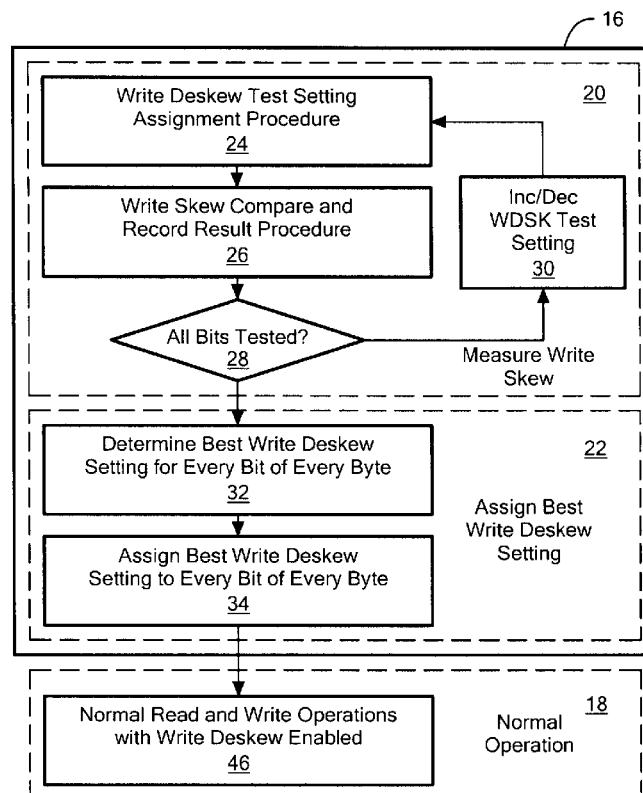 16
20
Write Deskew Test Setting
Assignment Procedure
24
Write Skew Compare and
Record Result Procedure
26
Inc/Dec
WDSK Test
Setting
30
All Bits Tested?
28
Measure Write
Skew
Determine Best Write Deskew
Setting for Every Bit of Every Byte
32
22
Assign Best
Write Deskew
Setting
Assign Best Write Deskew
Setting to Every Bit of Every Byte
34
Normal Read and Write Operations
with Write Deskew Enabled
46
18
Normal
Operation